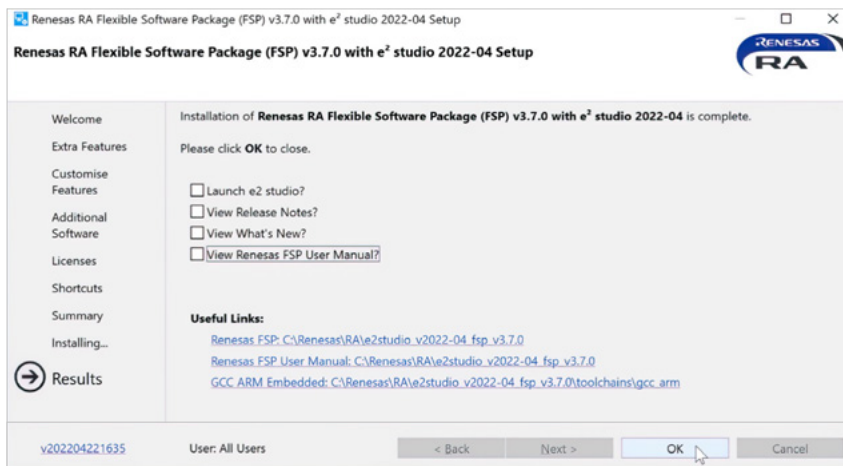 Renesas RA Flexible Software Package (FSP) v3.7.0 with e² studio 2022-04 Setup
Renesas RA Flexible Software Package (FSP) v3.7.0 with e² studio 2022-04 Setup
RENESAS
RA
Welcome
Extra Features
Customise
Features
Additional
Software
Licenses
Shortcuts
Summary
Installing...
Results
Installation of Renesas RA Flexible Software Package (FSP) v3.7.0 with e² studio 2022-04 is complete.
Please click OK to close.
Launch e2 studio?
View Release Notes?
View What's New?
View Renesas FSP User Manual?
Useful Links:
Renesas FSP: C:\Renesas\RA\e2studio_v2022-04_fsp_v3.7.0
Renesas FSP User Manual: C:\Renesas\RA\e2studio_v2022-04_fsp_v3.7.0
GCC ARM Embedded: C:\Renesas\RA\e2studio_v2022-04_fsp_v3.7.0\toolchains\gcc_arm
v202204221635
User: All Users
< Back
Next >
OK
Cancel